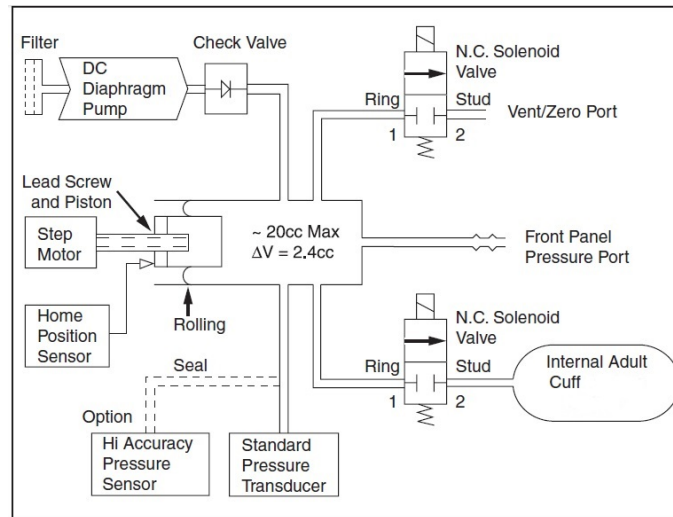 Filter
DC
Diaphragm
Pump
Check Valve
N.C. Solenoid
Valve
Ring
Stud
1
2
Vent/Zero Port
Lead Screw
and Piston
Step
Motor
~ 20cc Max
ΔV = 2.4cc
Front Panel
Pressure Port
Home
Position
Sensor
Rolling
Seal
N.C. Solenoid
Valve
Ring
Stud
1
2
Internal Adult
Cuff
Option
Hi Accuracy
Pressure
Sensor
Standard
Pressure
Transducer